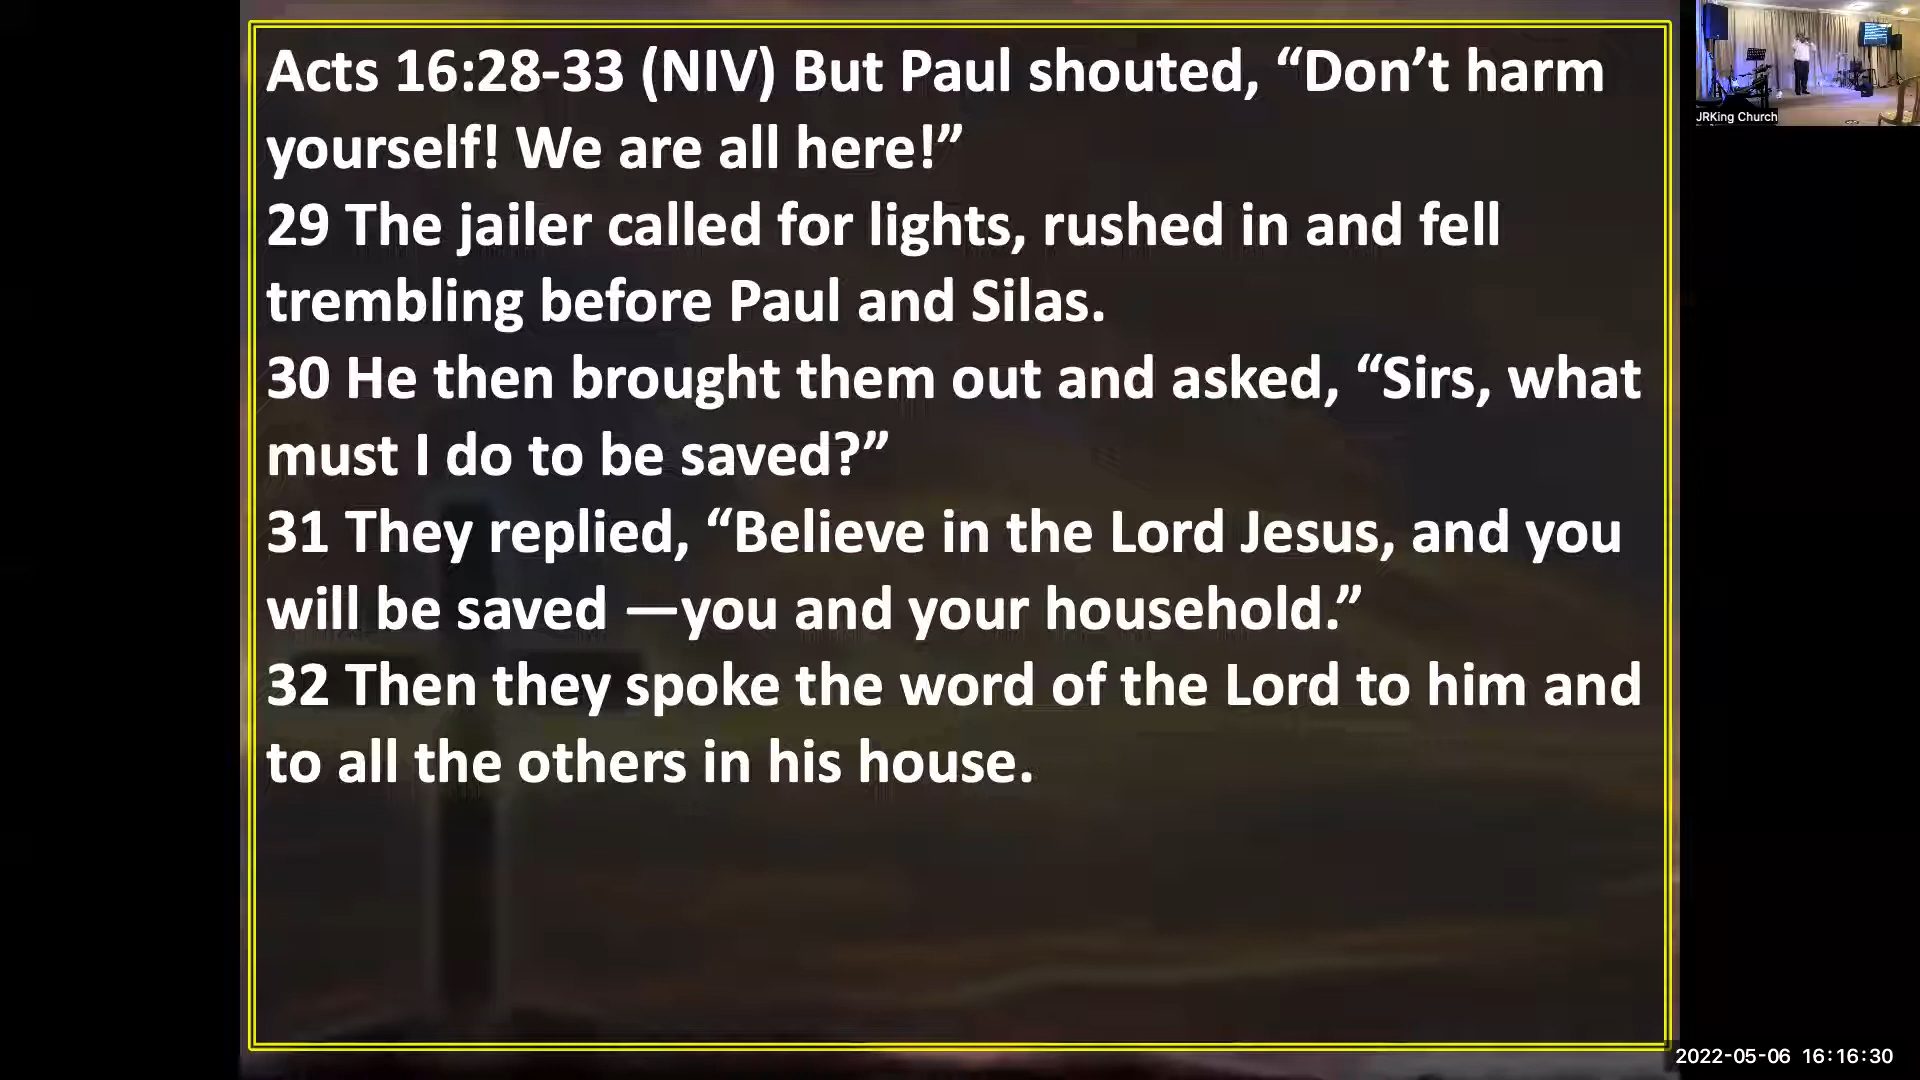 Acts 16:28-33 (NIV) But Paul shouted, “Don’t harm
yourself! We are all here!”
29 The jailer called for lights, rushed in and fell
trembling before Paul and Silas.
30 He then brought them out and asked, “Sirs, what
must I do to be saved?”
31 They replied, “Believe in the Lord Jesus, and you
will be saved —you and your household.”
32 Then they spoke the word of the Lord to him and
to all the others in his house.
JRKing Church
2022-05-06 16:16:30